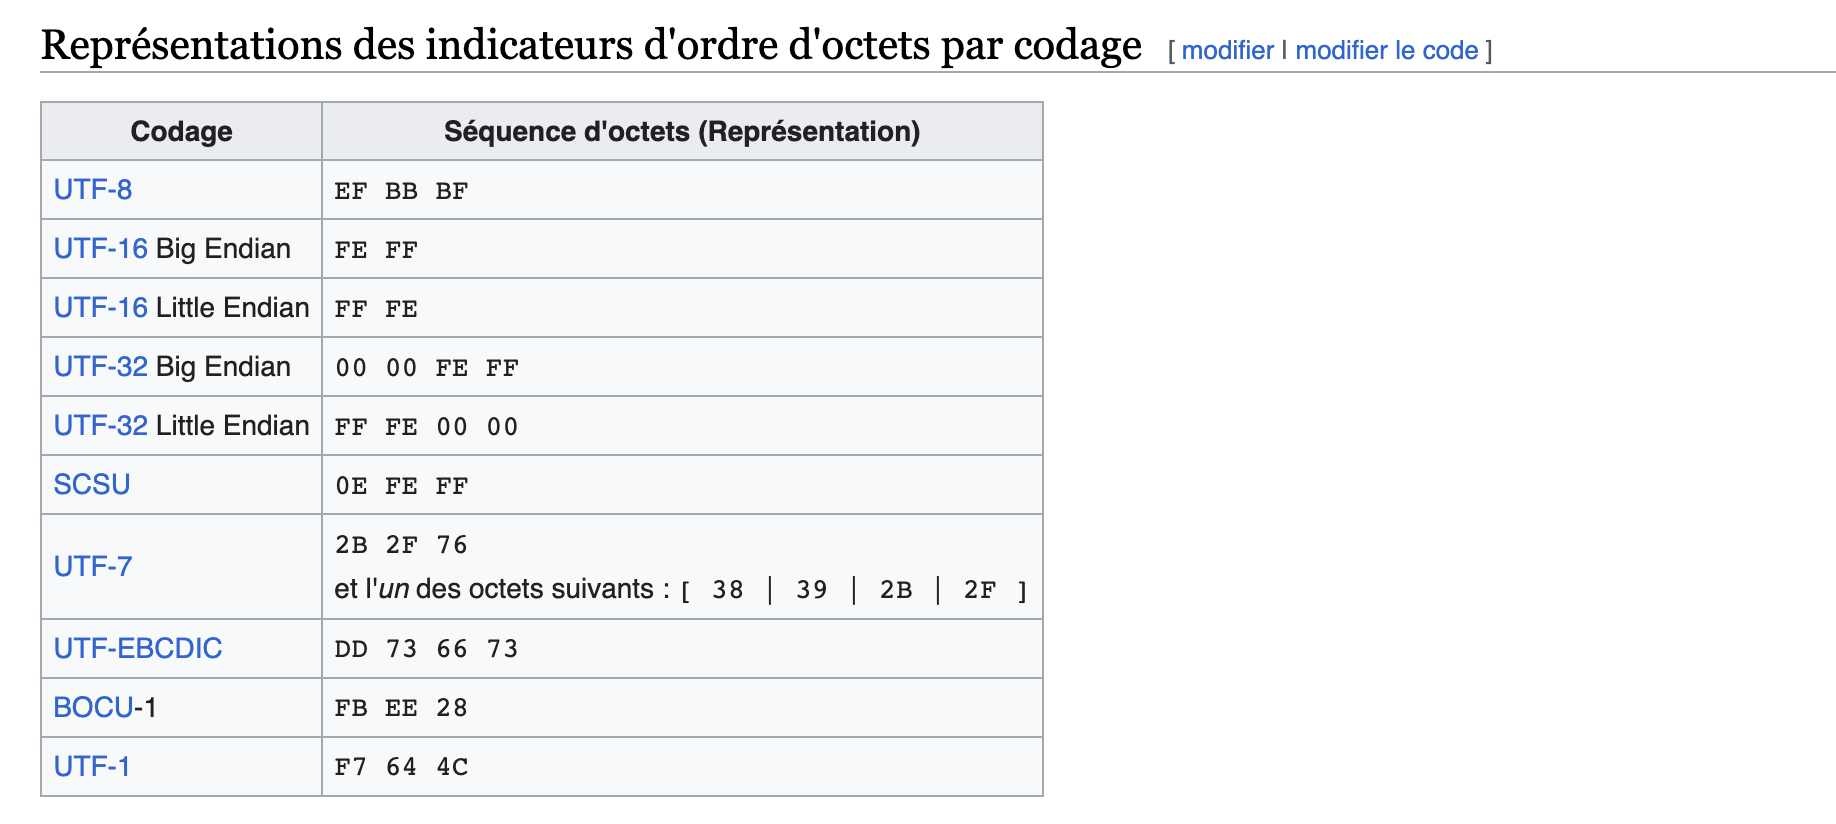 Représentations des indicateurs d'ordre d'octets par codage [ modifier | modifier le code ]
Codage Séquence d'octets (Représentation)
UTF-8 EF BB BF
UTF-16 Big Endian FE FF
UTF-16 Little Endian FF FE
UTF-32 Big Endian 00 00 FE FF
UTF-32 Little Endian FF FE 00 00
SCSU 0E FE FF
UTF-7 2B 2F 76
et l'un des octets suivants : [ 38 | 39 | 2B | 2F ]
UTF-EBCDIC DD 73 66 73
BOCU-1 FB EE 28
UTF-1 F7 64 4C